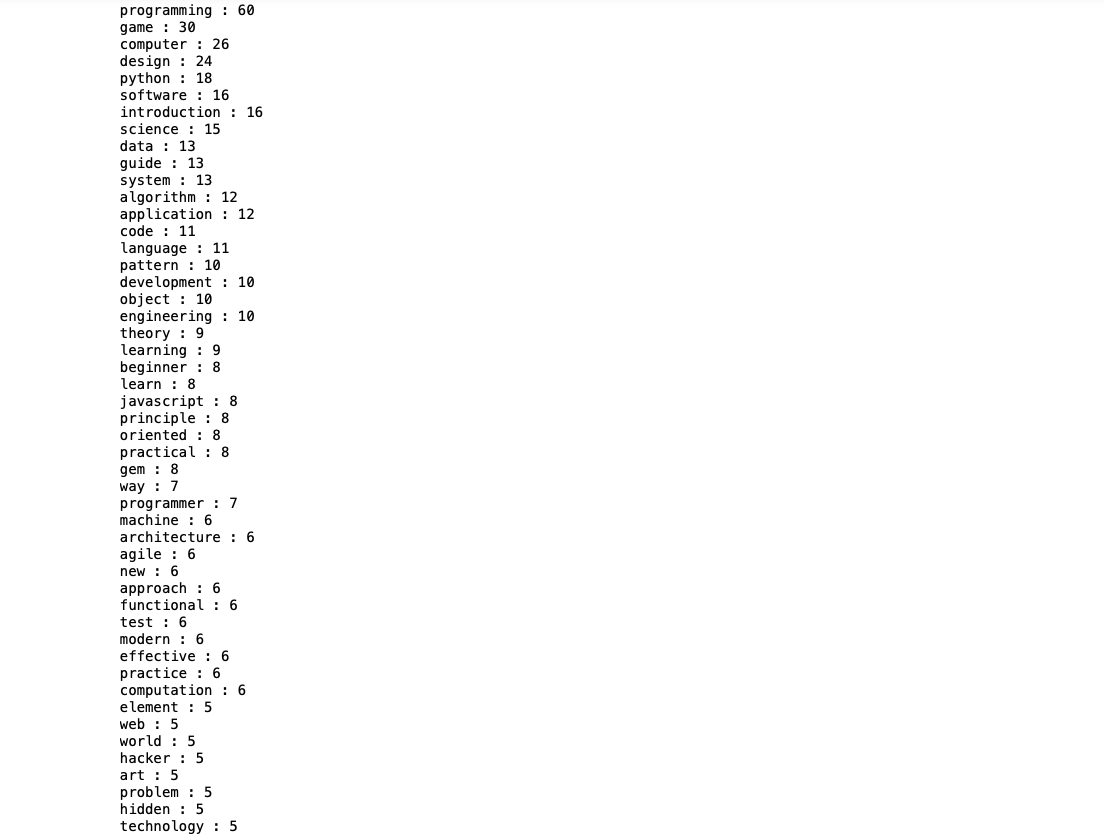 programming : 60
game : 30
computer : 26
design : 24
python : 18
software : 16
introduction : 16
science : 15
data : 13
guide : 13
system : 13
algorithm : 12
application : 12
code : 11
language : 11
pattern : 10
development : 10
object : 10
engineering : 10
theory : 9
learning : 9
beginner : 8
learn : 8
javascript : 8
principle : 8
oriented : 8
practical : 8
gem : 8
way : 7
programmer : 7
machine : 6
architecture : 6
agile : 6
new : 6
approach : 6
functional : 6
test : 6
modern : 6
effective : 6
practice : 6
computation : 6
element : 5
web : 5
world : 5
hacker : 5
art : 5
problem : 5
hidden : 5
technology : 5